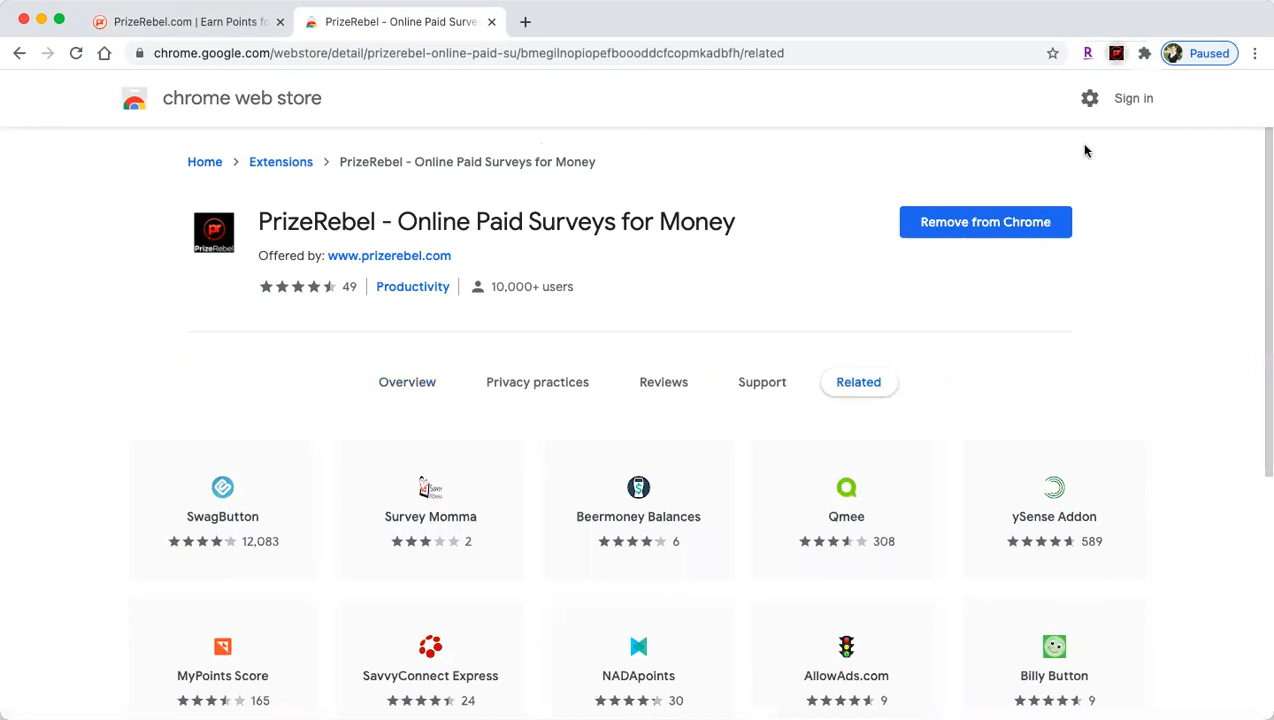 PrizeRebel.com | Earn Points fo
PrizeRebel - Online Paid Surve
chrome.google.com/webstore/detail/prizerebel-online-paid-su/bmegilnopiopefboooddcfcopmkadbfh/related
R
pr
Paused
chrome web store
Sign in
Home > Extensions > PrizeRebel - Online Paid Surveys for Money
pr
PrizeRebel
PrizeRebel - Online Paid Surveys for Money
Remove from Chrome
Offered by: www.prizerebel.com
49 | Productivity | 10,000+ users
Overview Privacy practices Reviews Support Related
SwagButton Survey Momma Beermoney Balances Qmee ySense Addon
12,083 2 6 308 589
MyPoints Score SavvyConnect Express NADApoints AllowAds.com Billy Button
165 24 30 9 9